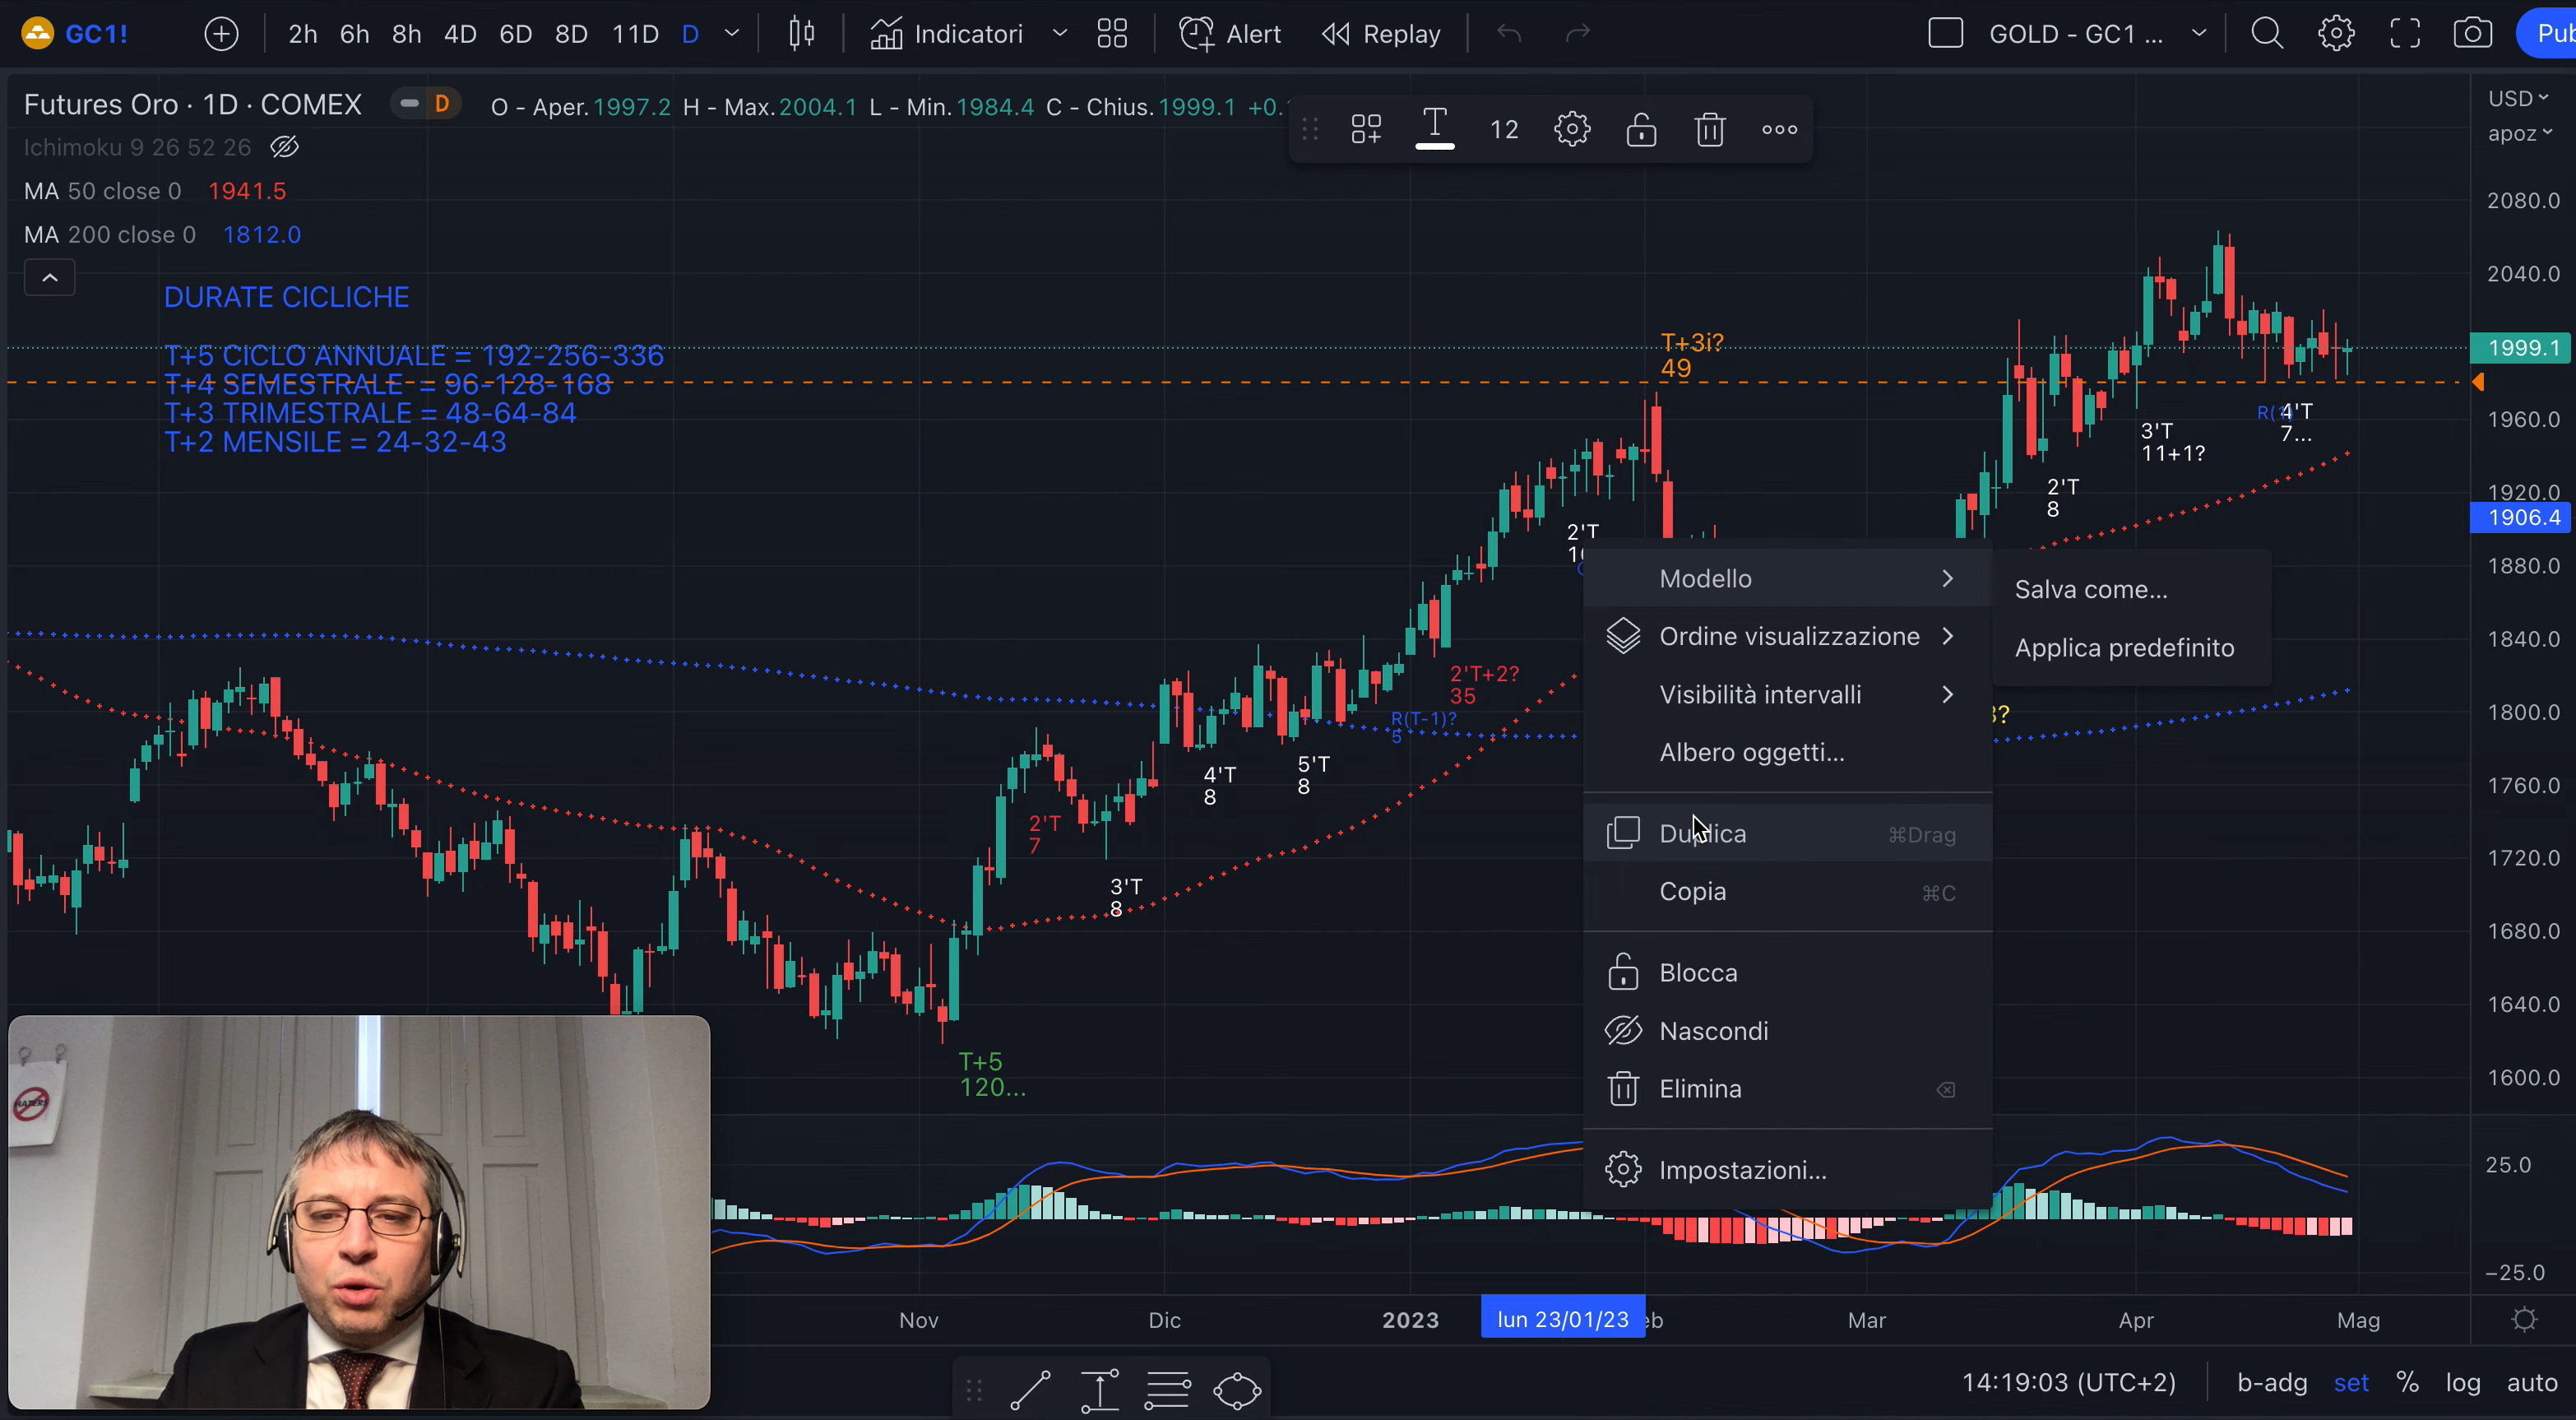 GC1!
2h 6h 8h 4D 6D 8D 11D D
Indicatori
Alert
Replay
GOLD - GC1 ...
Futures Oro · 1D · COMEX
D
O - Aper.1997.2 H - Max.2004.1 L - Min.1984.4 C - Chius.1999.1
12
USD
apoz
Ichimoku 9 26 52 26
MA 50 close 0 1941.5
MA 200 close 0 1812.0
DURATE CICLICHE
T+5 CICLO ANNUALE = 192-256-336
T+4 SEMESTRALE = 96-128-168
T+3 TRIMESTRALE = 48-64-84
T+2 MENSILE = 24-32-43
T+3i?
49
2'T
2'T+2?
35
R(T-1)?
5
4'T
8
5'T
8
2'T
7
3'T
8
T+5
120...
2'T
8
3'T
11+1?
4'T
7...
Modello
Ordine visualizzazione
Visibilità intervalli
Albero oggetti...
Duplica ⌘Drag
Copia ⌘C
Blocca
Nascondi
Elimina
Impostazioni...
Salva come...
Applica predefinito
2080.0
2040.0
1999.1
1960.0
1920.0
1906.4
1880.0
1840.0
1800.0
1760.0
1720.0
1680.0
1640.0
1600.0
25.0
−25.0
HATERS
Nov
Dic
2023
lun 23/01/23
Mar
Apr
Mag
14:19:03 (UTC+2)
b-adg
set
%
log
auto